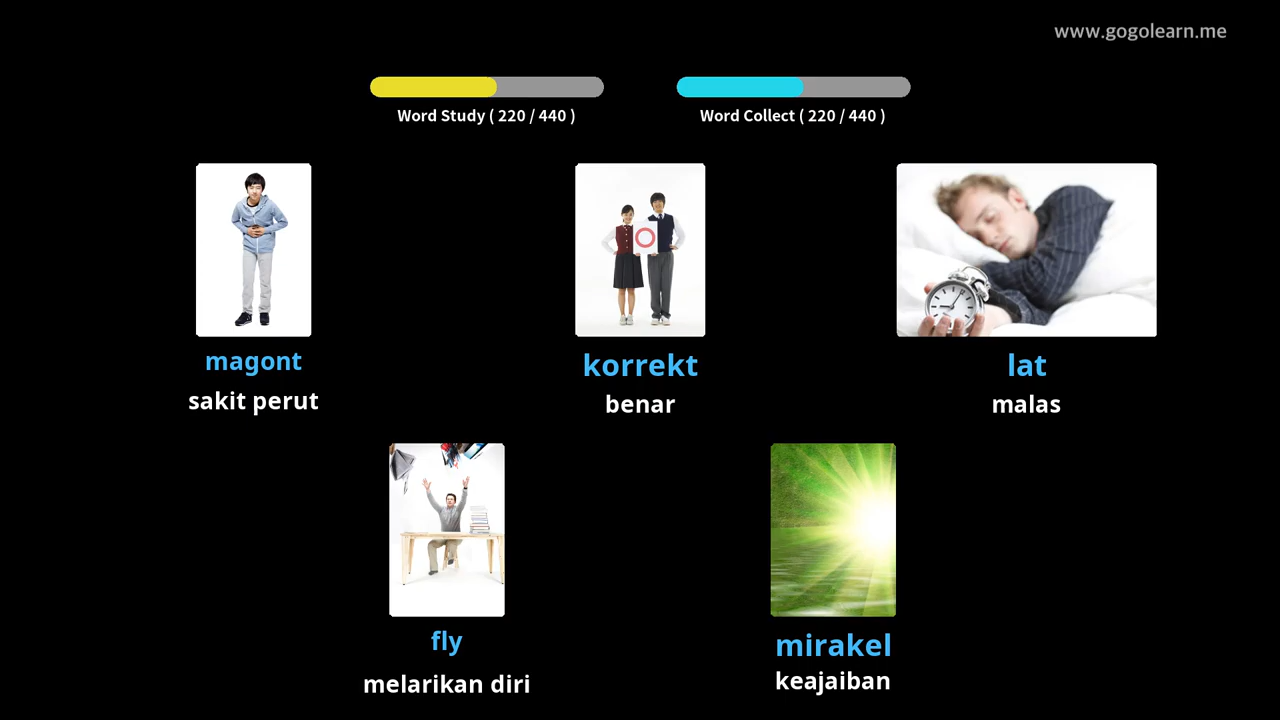 www.gogolearn.me
Word Study ( 220 / 440 )
Word Collect ( 220 / 440 )
magont
sakit perut
korrekt
benar
lat
malas
fly
melarikan diri
mirakel
keajaiban